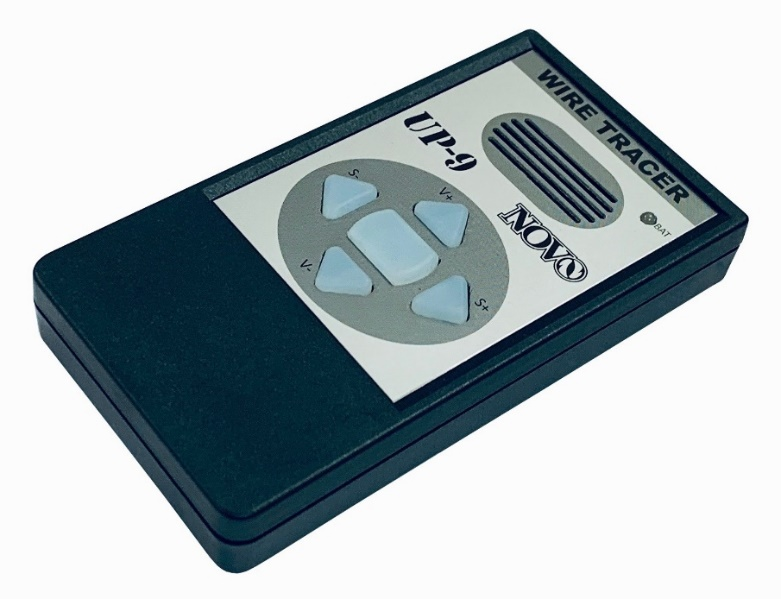 WIRE TRACER
BAT
UP-9
NOVO
S-
V+
V-
S+